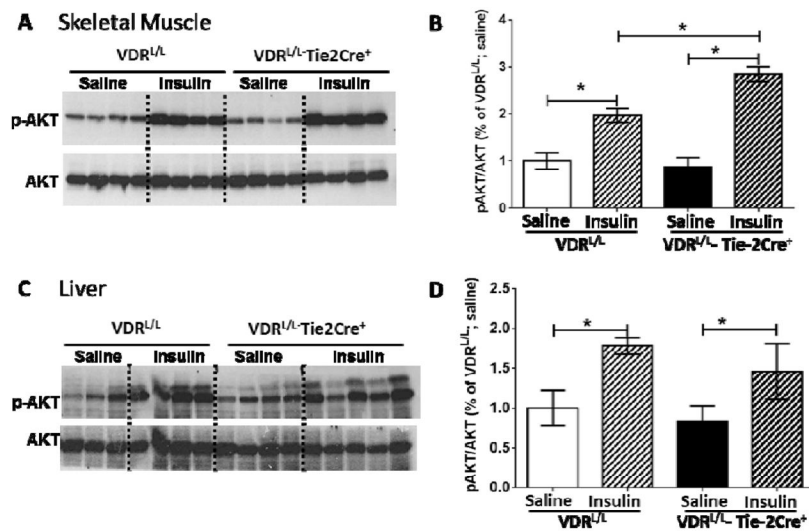 A Skeletal Muscle
VDR^L/L VDR^L/L-Tie2Cre⁺
Saline Insulin Saline Insulin
p-AKT
AKT
B
pAKT/AKT (% of VDR^L/L; saline)
4
3
2
1
0
* * * 
Saline Insulin Saline Insulin
VDR^L/L VDR^L/L- Tie-2Cre⁺
C Liver
VDR^L/L VDR^L/L-Tie2Cre⁺
Saline Insulin Saline Insulin
p-AKT
AKT
D
pAKT/AKT (% of VDR^L/L; saline)
2.5
2.0
1.5
1.0
0.5
0.0
* *
Saline Insulin Saline Insulin
VDR^L/L VDR^L/L- Tie-2Cre⁺